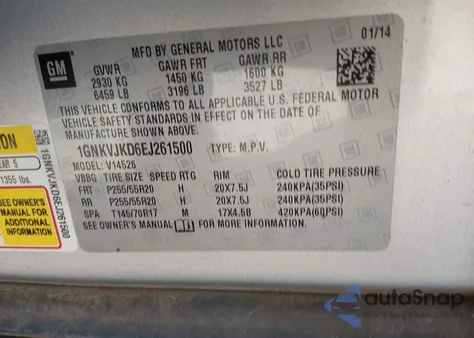 GM
MFD BY GENERAL MOTORS LLC
01/14
GVWR GAWR FRT GAWR RR
2930 KG 1450 KG 1600 KG
6459 LB 3196 LB 3527 LB
THIS VEHICLE CONFORMS TO ALL APPLICABLE U.S. FEDERAL MOTOR
VEHICLE SAFETY STANDARDS IN EFFECT ON THE DATE OF
MANUFACTURE SHOWN ABOVE.
1GNKVJKD6EJ261500 TYPE: M.P.V.
MODEL: V14526
VBBG TIRE SIZE SPEED RTG RIM COLD TIRE PRESSURE
FRT P255/55R20 H 20X7.5J 240KPA(35PSI)
RR P255/55R20 H 20X7.5J 240KPA(35PSI)
SPA T145/70R17 M 17X4.5B 420KPA(60PSI)
SEE OWNER'S MANUAL FOR MORE INFORMATION.
ION
EAR 5
1355 lbs.
SEE OWNER'S
MANUAL FOR
ADDITIONAL
INFORMATION
1GNKVJKD6EJ261500
autoSnap